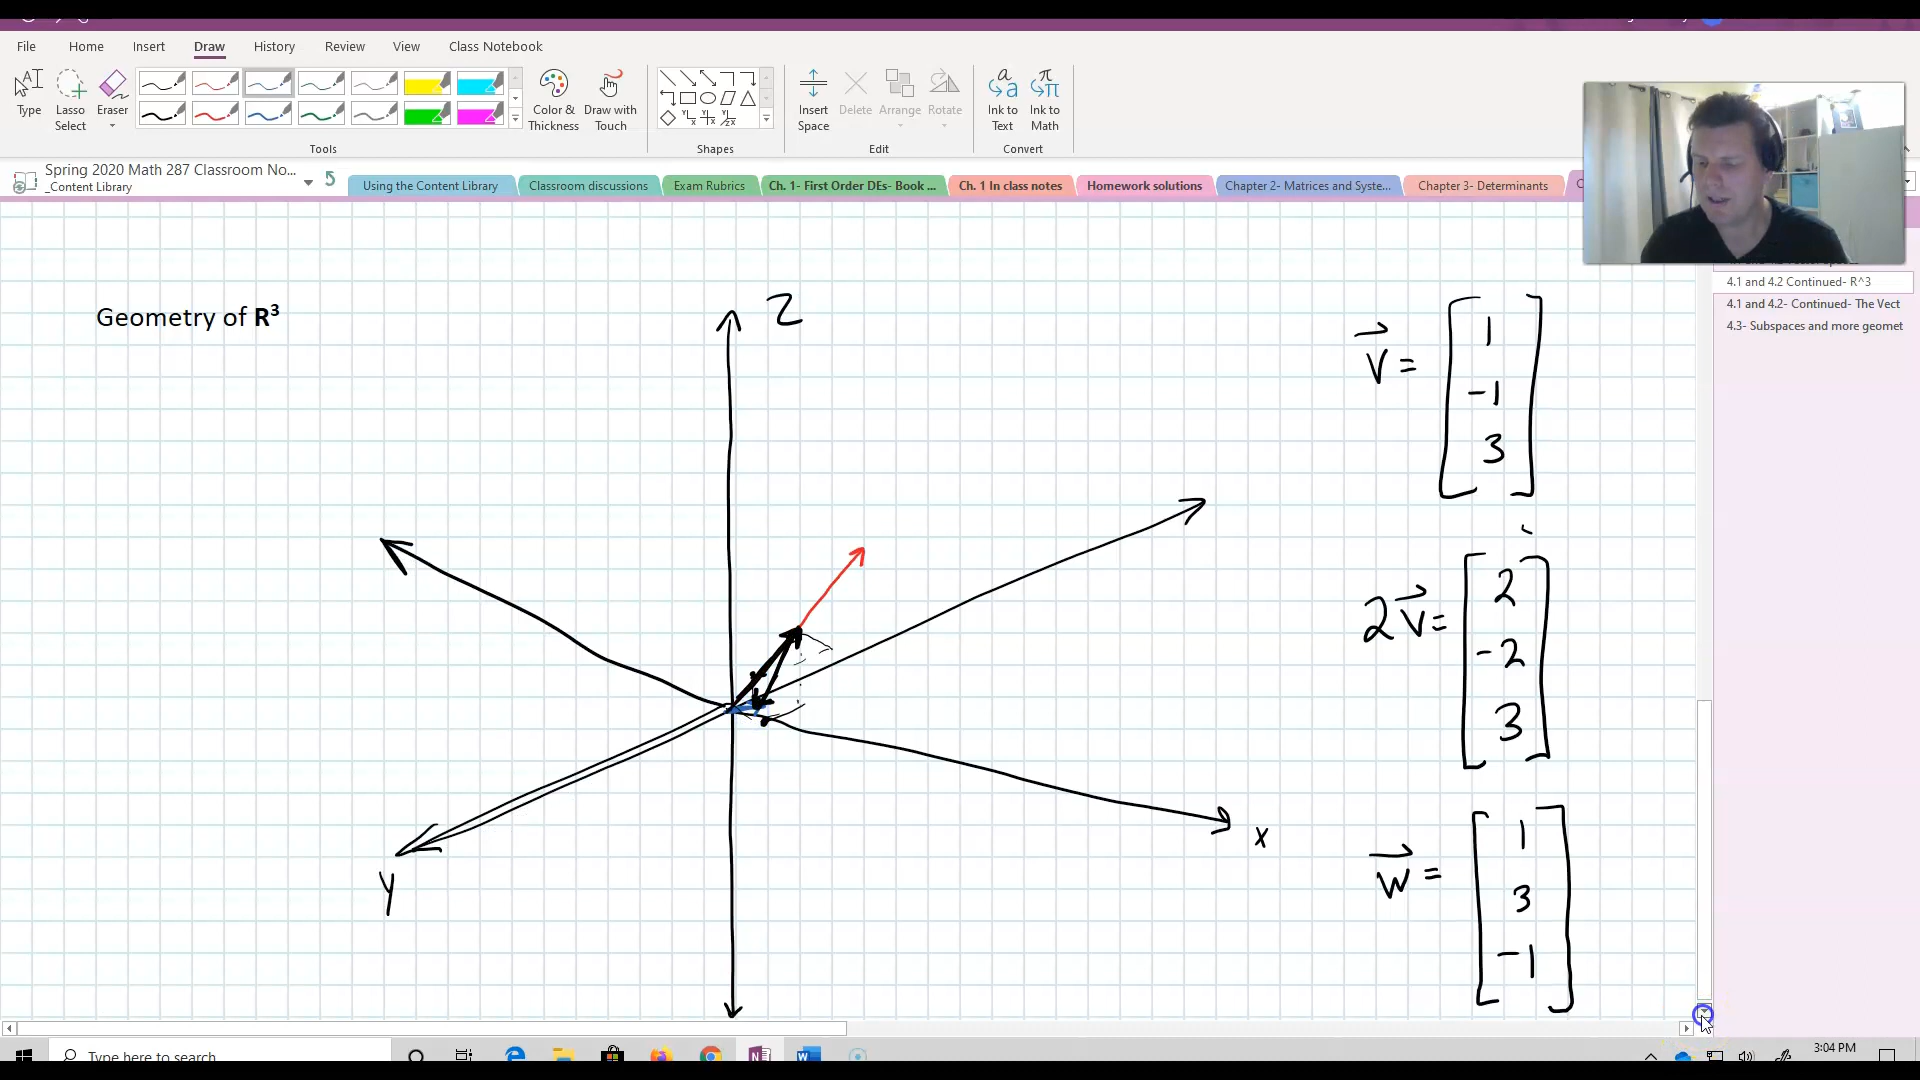 File Home Insert Draw History Review View Class Notebook
Type
Lasso Select
Eraser
Color & Thickness
Draw with Touch
Insert Space
Delete
Arrange
Rotate
Ink to Text
Ink to Math
Tools
Shapes
Edit
Convert
Spring 2020 Math 287 Classroom No...
_Content Library
Using the Content Library
Classroom discussions
Exam Rubrics
Ch. 1- First Order DEs- Book ...
Ch. 1 In class notes
Homework solutions
Chapter 2- Matrices and Syste...
Chapter 3- Determinants
4.1 and 4.2 Continued- R^3
4.1 and 4.2- Continued- The Vect
4.3- Subspaces and more geomet
Geometry of R³
z
x
y
v =
1
-1
3
2v =
2
-2
3
w =
1
3
-1
Type here to search
3:04 PM